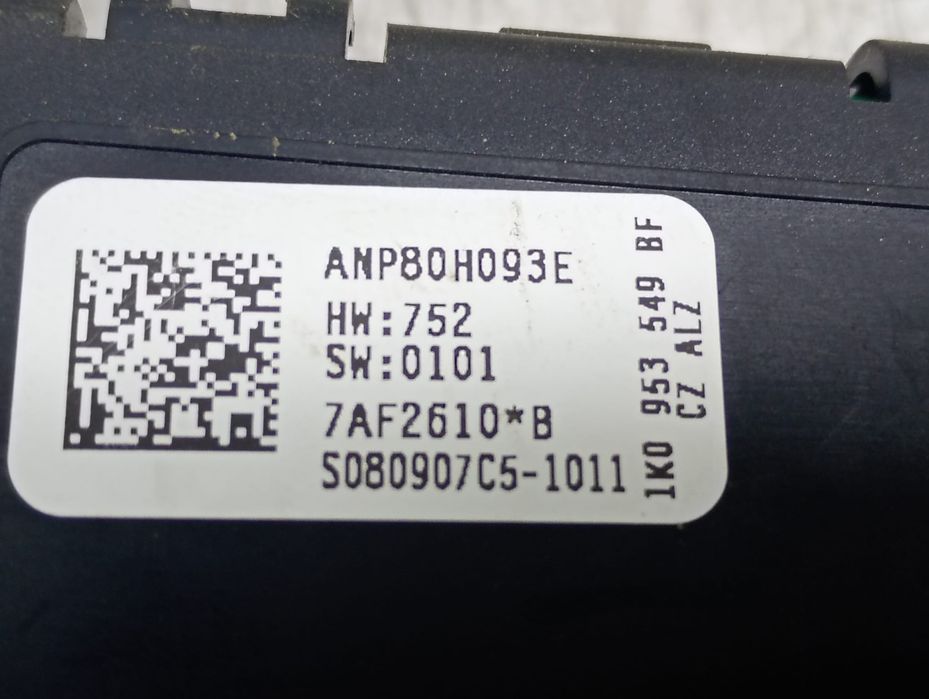 ANP80H093E
HW:752
SW:0101
7AF2610*B
S080907C5-1011
1K0 953 549 BF
CZ ALZ